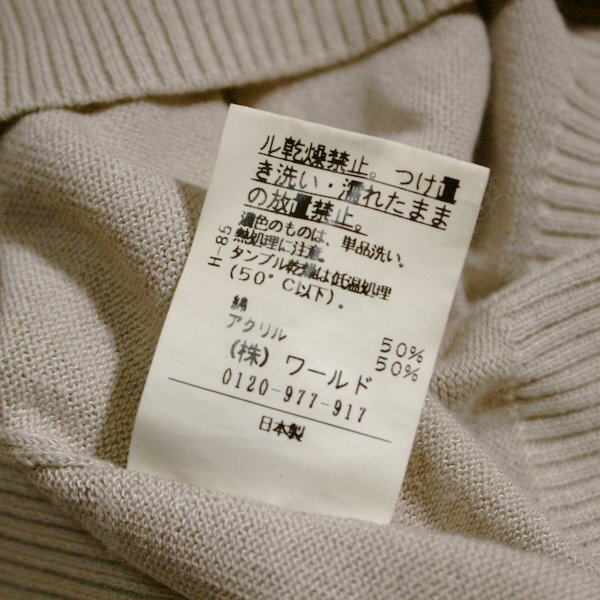 ル乾燥禁止。つけ置
き洗い・濡れたまま
の放置禁止。
濃色のものは、単品洗い。
熱処理に注意。
タンブル乾燥は低温処理
(50°C以下)。
H-85
綿 50%
アクリル 50%
(株)ワールド
0120-977-917
日本製